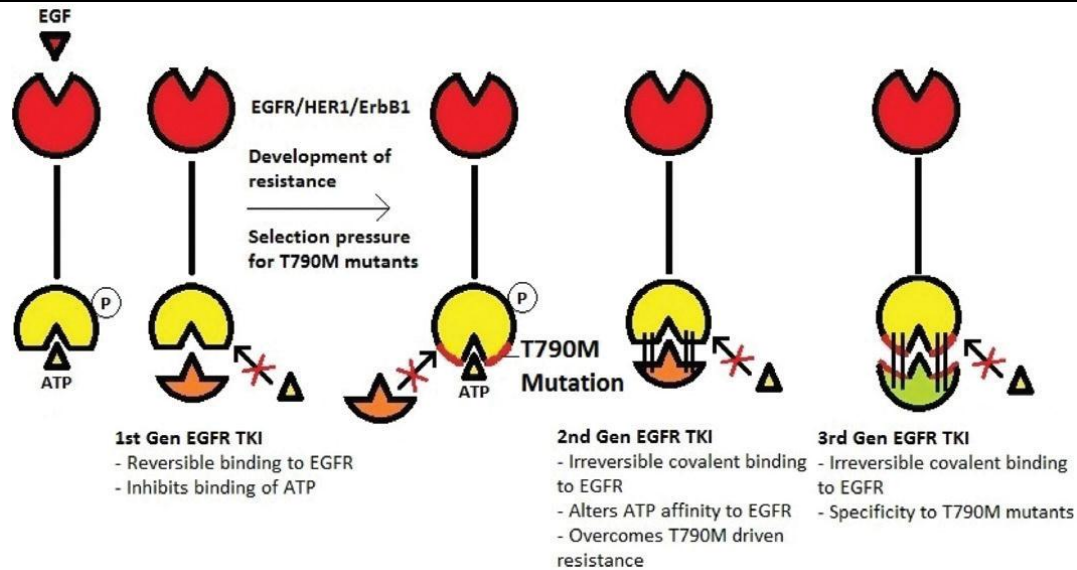 EGF
EGFR/HER1/ErbB1
Development of
resistance
Selection pressure
for T790M mutants
P
P
ATP
ATP
T790M
Mutation
1st Gen EGFR TKI
- Reversible binding to EGFR
- Inhibits binding of ATP
2nd Gen EGFR TKI
- Irreversible covalent binding
to EGFR
- Alters ATP affinity to EGFR
- Overcomes T790M driven
resistance
3rd Gen EGFR TKI
- Irreversible covalent binding
to EGFR
- Specificity to T790M mutants